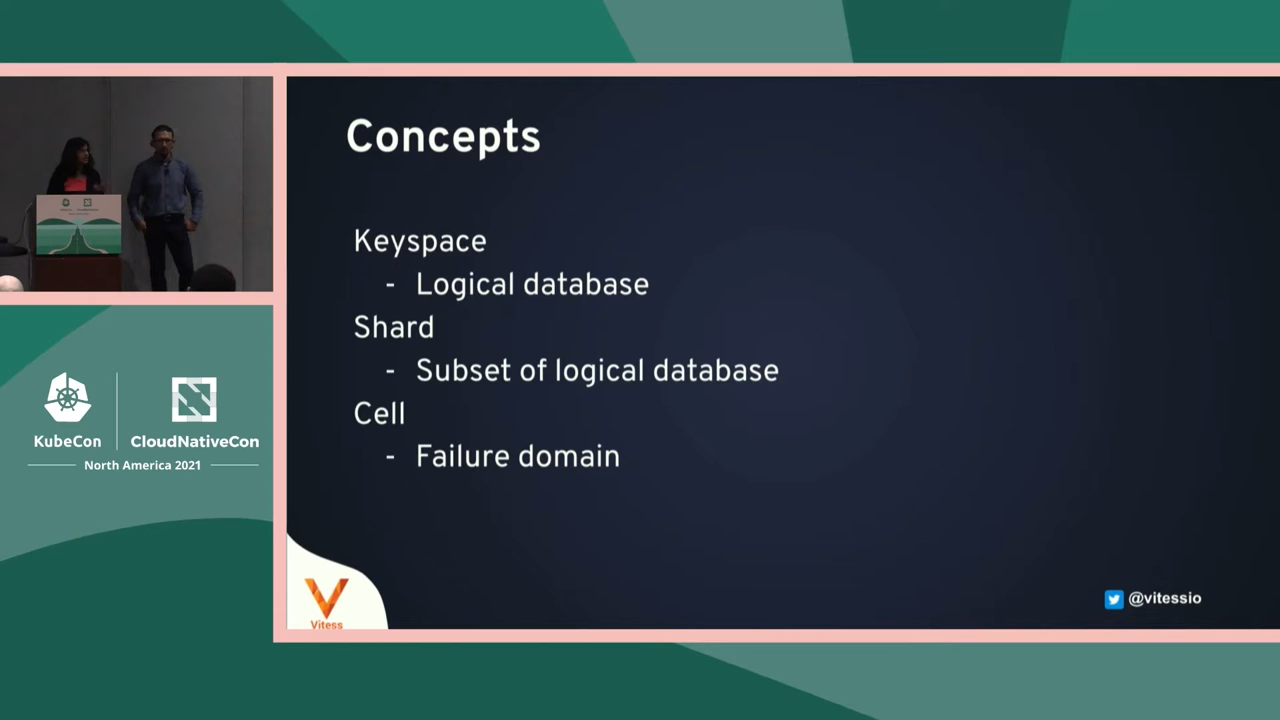 Concepts
Keyspace
- Logical database
Shard
- Subset of logical database
Cell
- Failure domain
KubeCon
CloudNativeCon
North America 2021
Vitess
@vitessio